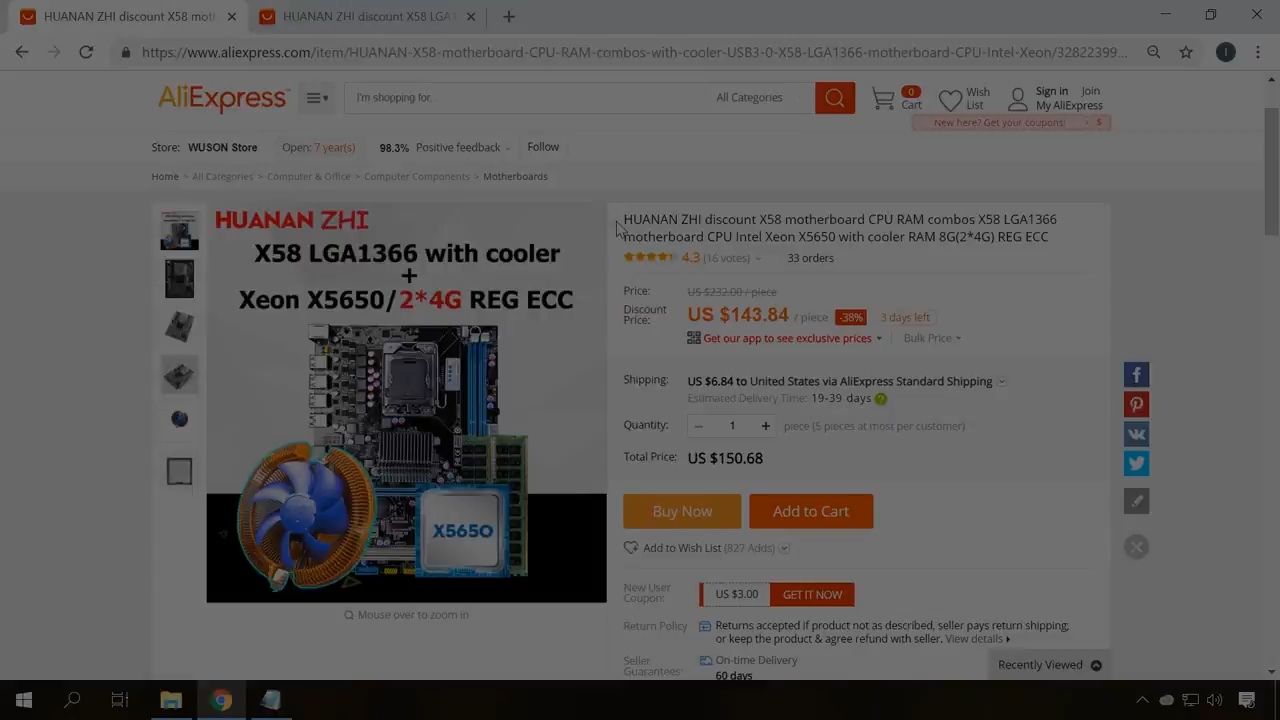 HUANAN ZHI discount X58 mot
HUANAN ZHI discount X58 LGA1
https://www.aliexpress.com/item/HUANAN-X58-motherboard-CPU-RAM-combos-with-cooler-USB3-0-X58-LGA1366-motherboard-CPU-Intel-Xeon/32822399...
I
AliExpress
I'm shopping for..
All Categories
0
Cart
Wish
List
Sign in Join
My AliExpress
New here? Get your coupons! - $
Store: WUSON Store
Open: 7 year(s)
98.3% Positive feedback
Follow
Home > All Categories > Computer & Office > Computer Components > Motherboards
HUANAN ZHI
X58 LGA1366 with cooler
+
Xeon X5650/2*4G REG ECC
X5650
Mouse over to zoom in
HUANAN ZHI discount X58 motherboard CPU RAM combos X58 LGA1366
motherboard CPU Intel Xeon X5650 with cooler RAM 8G(2*4G) REG ECC
4.3 (16 votes) 33 orders
Price: US $232.00 / piece
Discount
Price:
US $143.84 / piece -38% 3 days left
Get our app to see exclusive prices Bulk Price
Shipping: US $6.84 to United States via AliExpress Standard Shipping
Estimated Delivery Time: 19-39 days ?
Quantity: – 1 + piece (5 pieces at most per customer)
Total Price: US $150.68
Buy Now
Add to Cart
Add to Wish List (827 Adds)
New User
Coupon:
US $3.00 GET IT NOW
Return Policy
Returns accepted if product not as described, seller pays return shipping;
or keep the product & agree refund with seller. View details
Seller
Guarantees:
On-time Delivery
60 days
Recently Viewed